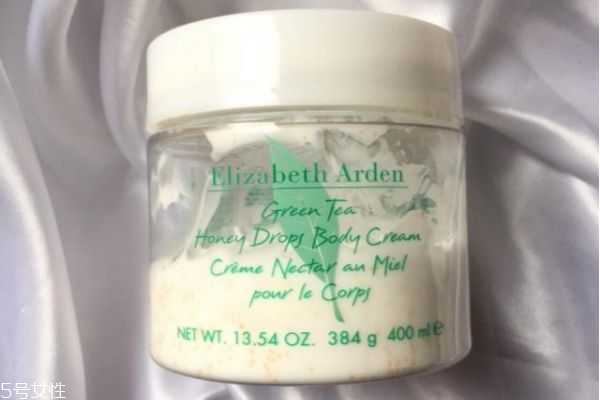 Elizabeth Arden
Green Tea
Honey Drops Body Cream
Crème Nectar au Miel
pour le Corps
NET WT. 13.54 OZ. 384 g 400 ml e
5号女性